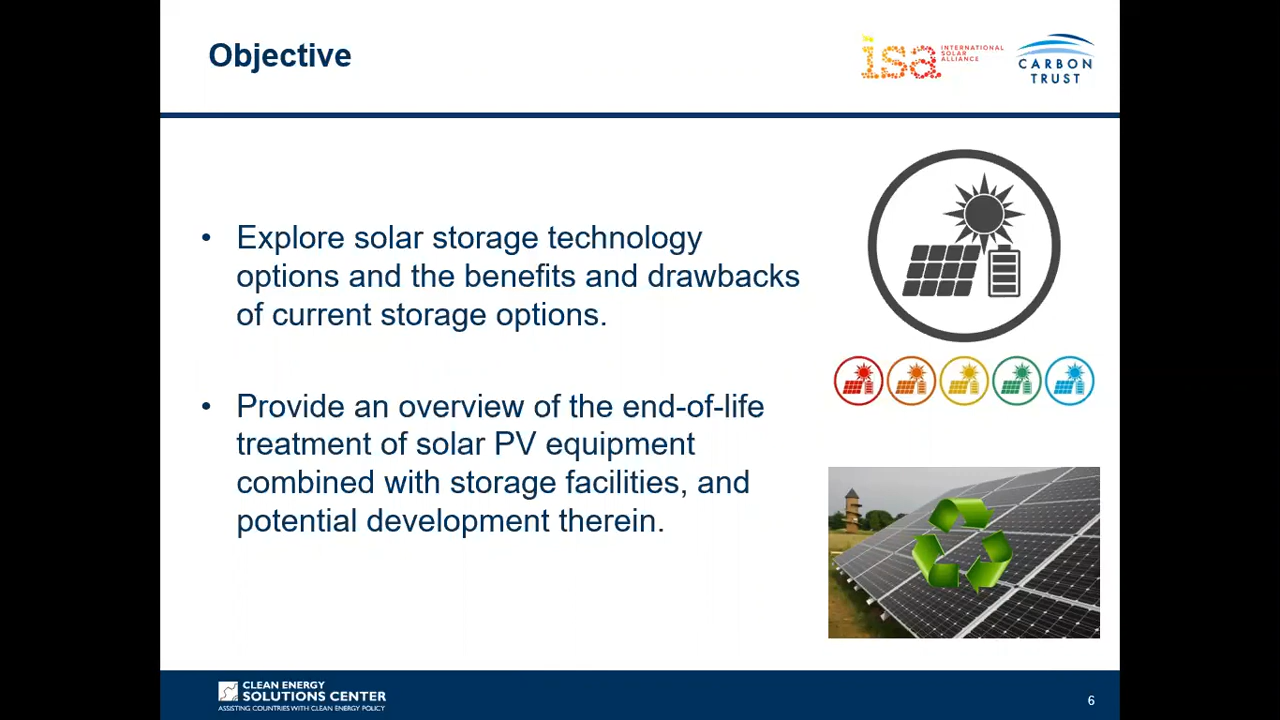 Objective
isa INTERNATIONAL
SOLAR
ALLIANCE
CARBON
TRUST
• Explore solar storage technology
options and the benefits and drawbacks
of current storage options.
• Provide an overview of the end-of-life
treatment of solar PV equipment
combined with storage facilities, and
potential development therein.
CLEAN ENERGY
SOLUTIONS CENTER
ASSISTING COUNTRIES WITH CLEAN ENERGY POLICY
6